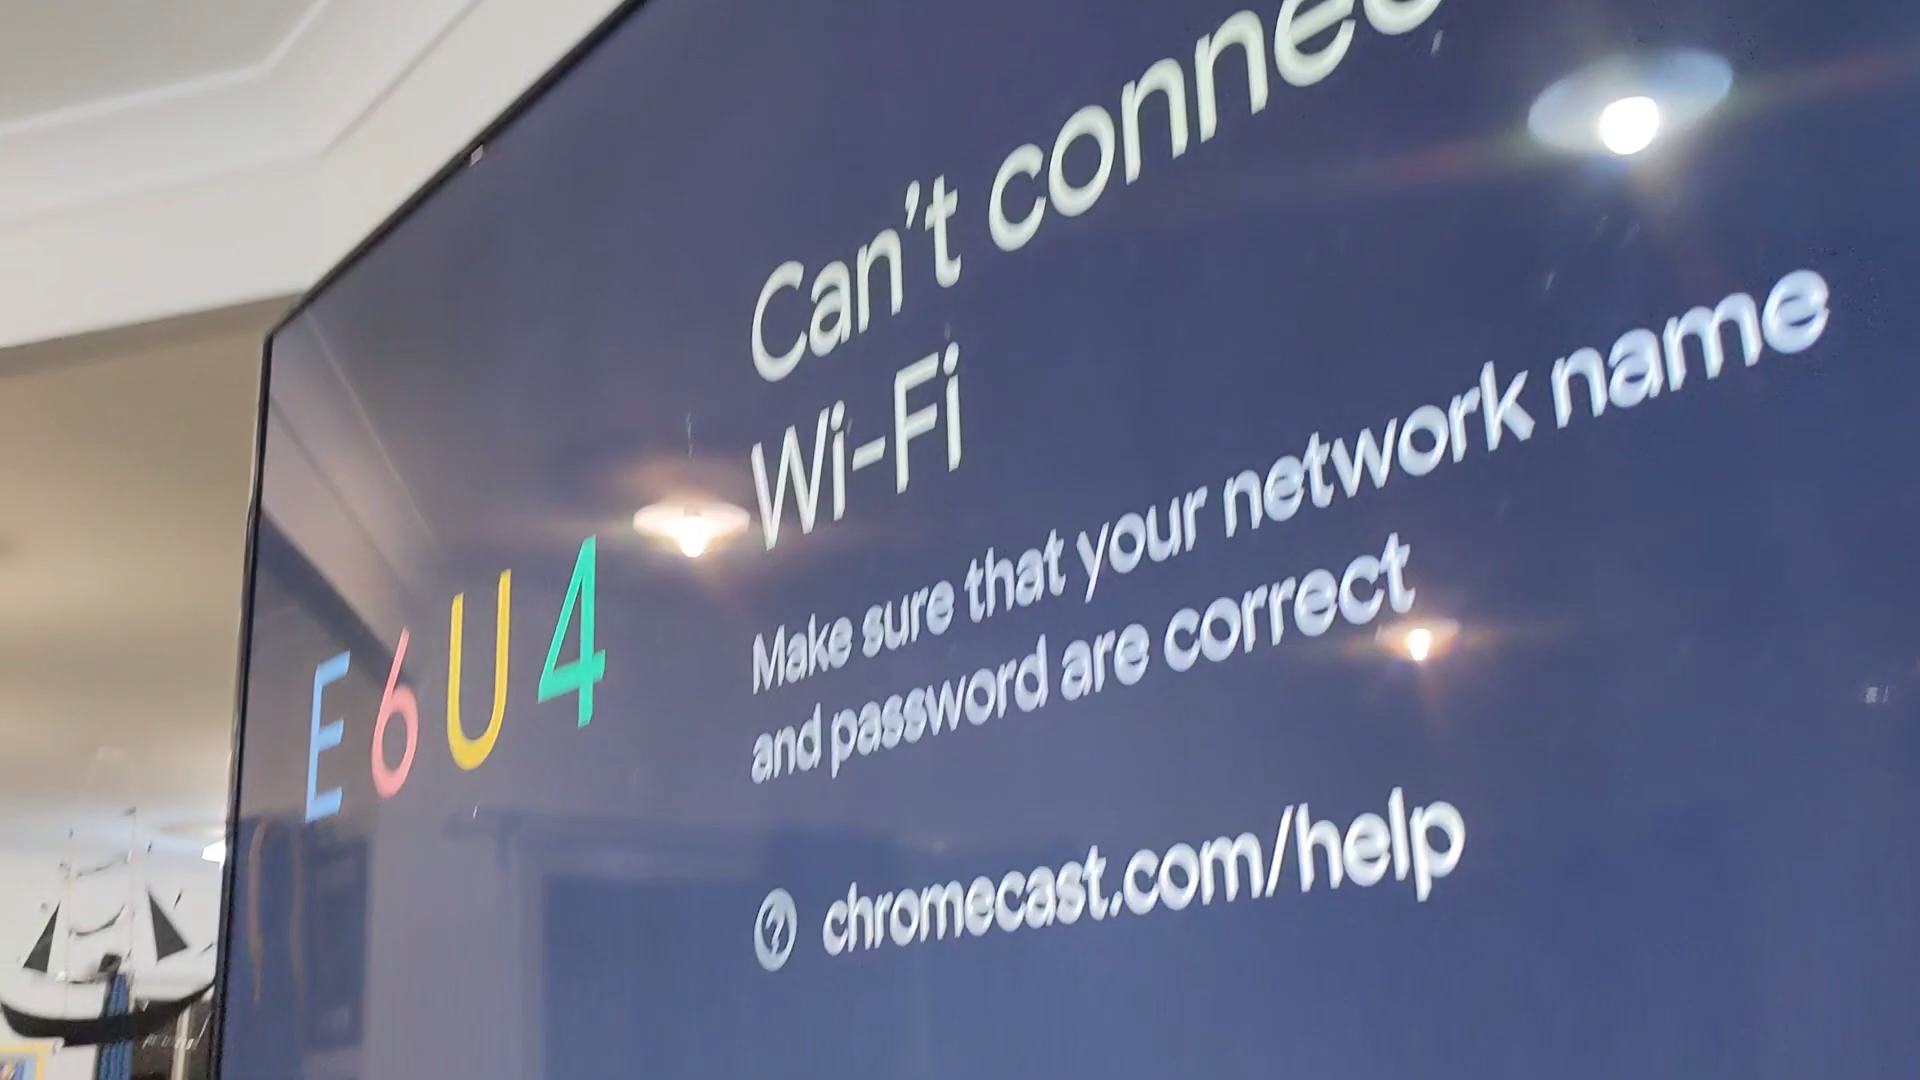 Can't connec
Wi-Fi
E6U4
Make sure that your network name
and password are correct
chromecast.com/help